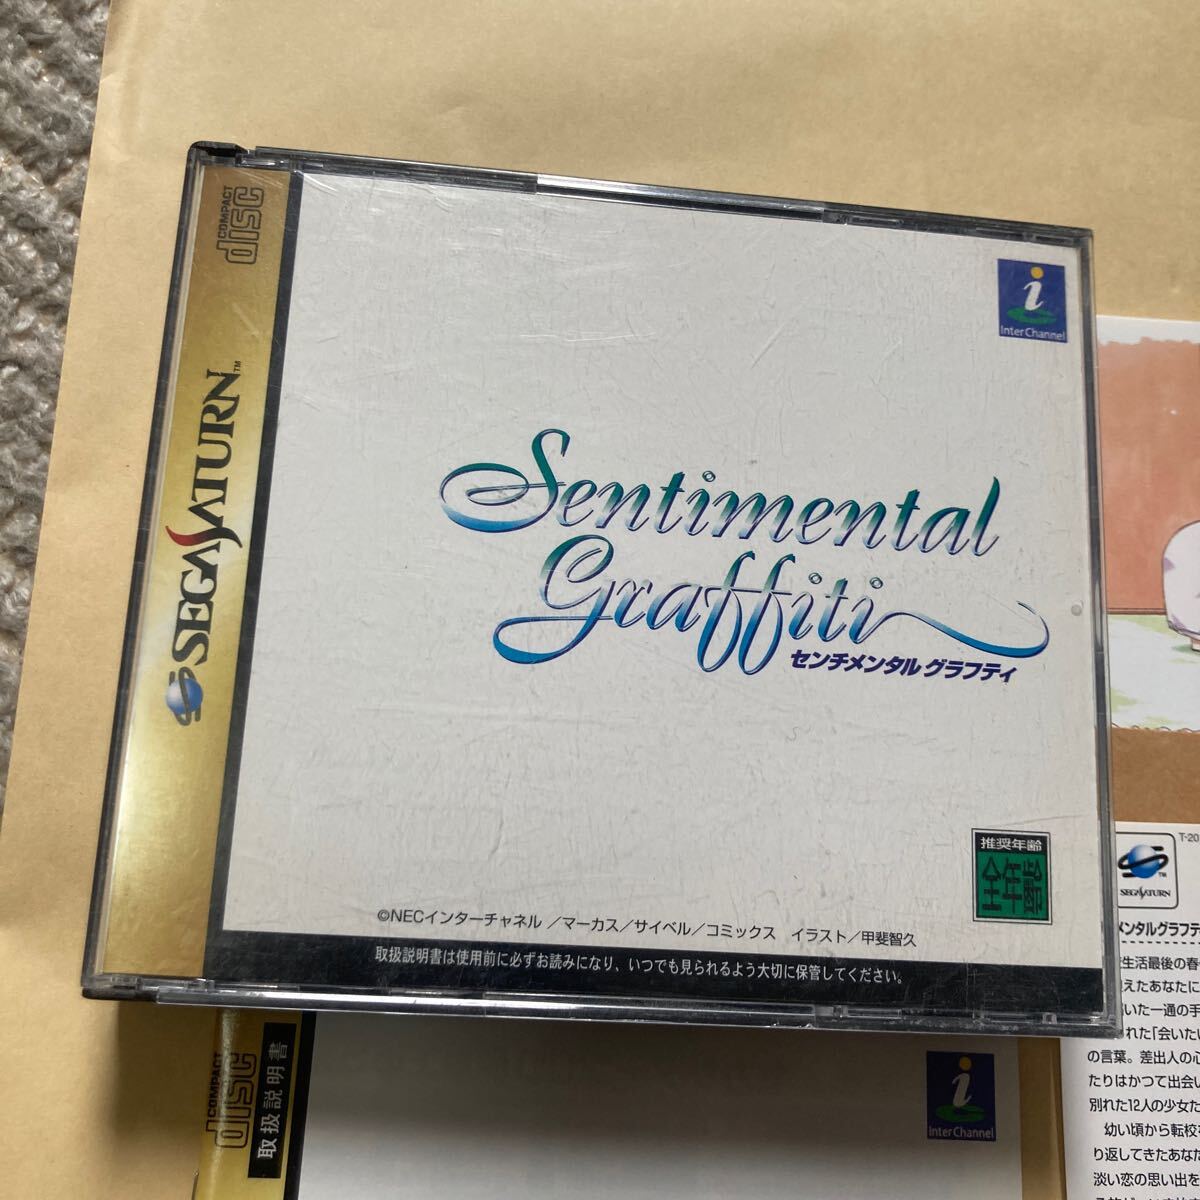 COMPACT
disc
SEGA SATURN™
i
InterChannel
Sentimental
Graffiti
センチメンタル グラフティ
推奨年齢
全年齢
©NECインターチャネル ／マーカス／サイベル／コミックス イラスト／甲斐智久
取扱説明書は使用前に必ずお読みになり、いつでも見られるよう大切に保管してください。
COMPACT
disc
取扱説明書
i
InterChannel
T-20
SEGA SATURN
メンタルグラフテ
生活最後の春
えたあなたに
いた一通の手
れた「会いたい
の言葉。差出人の心
たりはかつて出会い
別れた12人の少女た
幼い頃から転校を
り返してきたあなた
淡い恋の思い出を